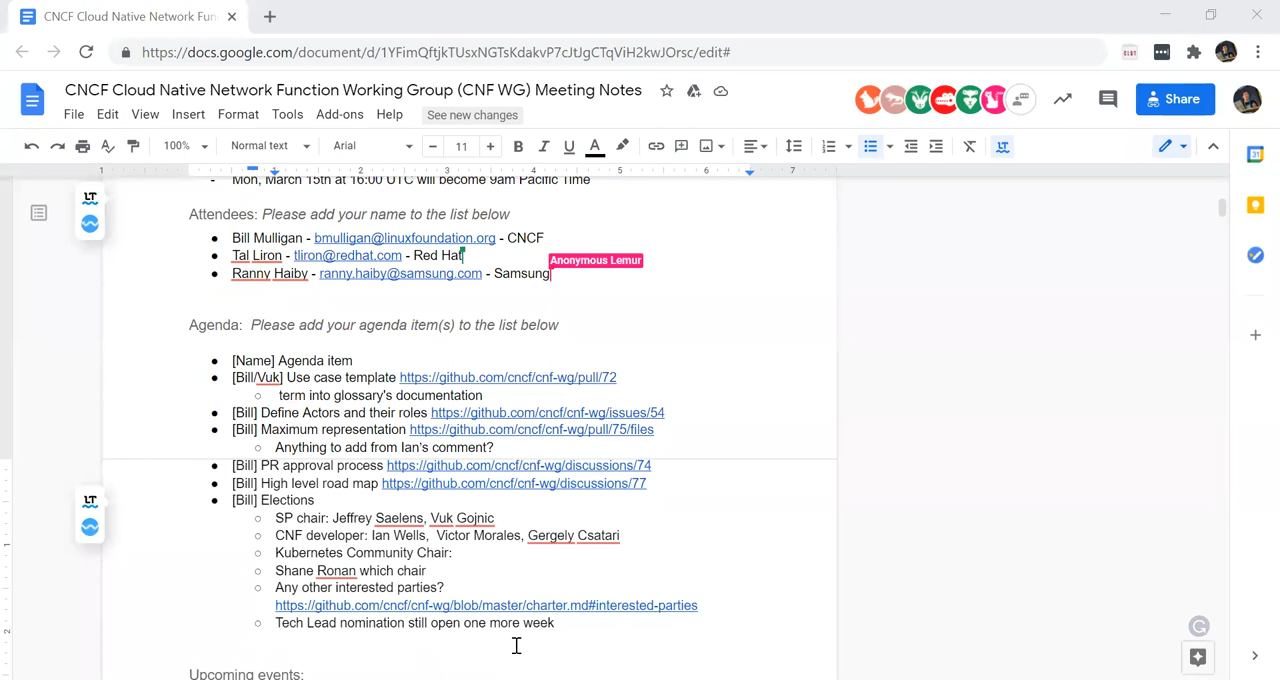 CNCF Cloud Native Network Fun
https://docs.google.com/document/d/1YFimQftjkTUsxNGTsKdakvP7cJtJgCTqViH2kwJOrsc/edit#
CNCF Cloud Native Network Function Working Group (CNF WG) Meeting Notes
Share
File Edit View Insert Format Tools Add-ons Help See new changes
100% Normal text Arial 11
1 2 3 4 5 6 7
- Mon, March 15th at 16:00 UTC will become 9am Pacific Time
Attendees: Please add your name to the list below
● Bill Mulligan - bmulligan@linuxfoundation.org - CNCF
● Tal Liron - tliron@redhat.com - Red Hat
Anonymous Lemur
● Ranny Haiby - ranny.haiby@samsung.com - Samsung
Agenda: Please add your agenda item(s) to the list below
● [Name] Agenda item
● [Bill/Vuk] Use case template https://github.com/cncf/cnf-wg/pull/72
○ term into glossary's documentation
● [Bill] Define Actors and their roles https://github.com/cncf/cnf-wg/issues/54
● [Bill] Maximum representation https://github.com/cncf/cnf-wg/pull/75/files
○ Anything to add from Ian's comment?
● [Bill] PR approval process https://github.com/cncf/cnf-wg/discussions/74
● [Bill] High level road map https://github.com/cncf/cnf-wg/discussions/77
● [Bill] Elections
○ SP chair: Jeffrey Saelens, Vuk Gojnic
○ CNF developer: Ian Wells, Victor Morales, Gergely Csatari
○ Kubernetes Community Chair:
○ Shane Ronan which chair
○ Any other interested parties?
https://github.com/cncf/cnf-wg/blob/master/charter.md#interested-parties
○ Tech Lead nomination still open one more week
Upcoming events: